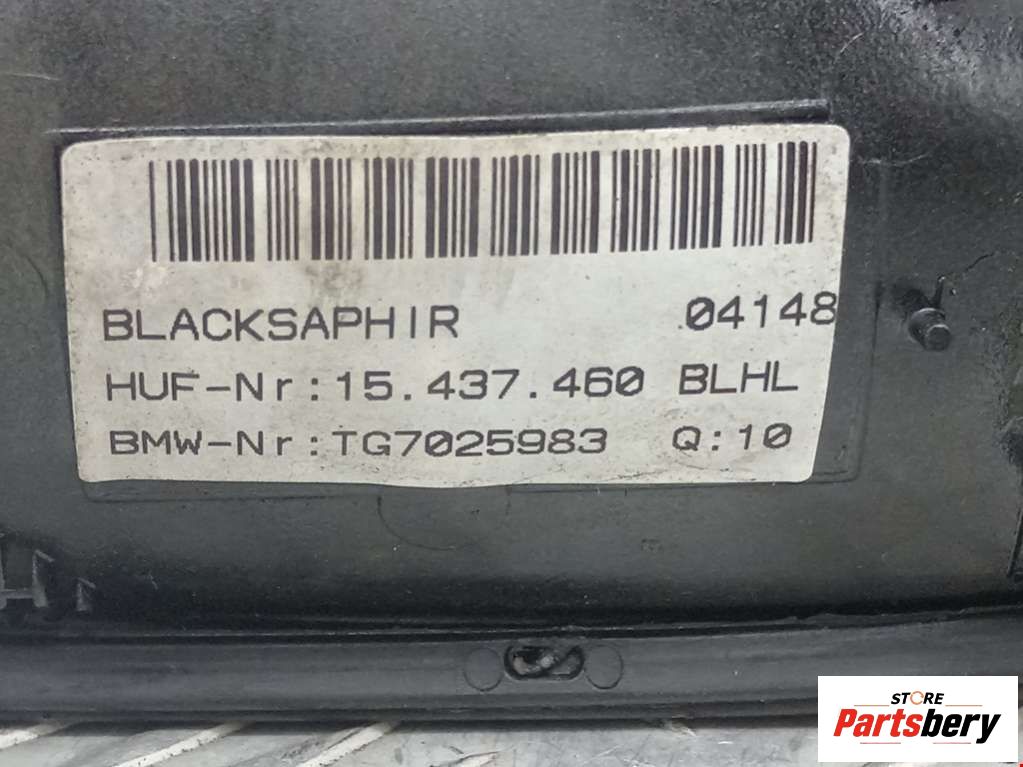 BLACKSAPHIR 04148
HUF-Nr:15.437.460 BLHL
BMW-Nr:TG7025983 Q:10
STORE
Partsbery